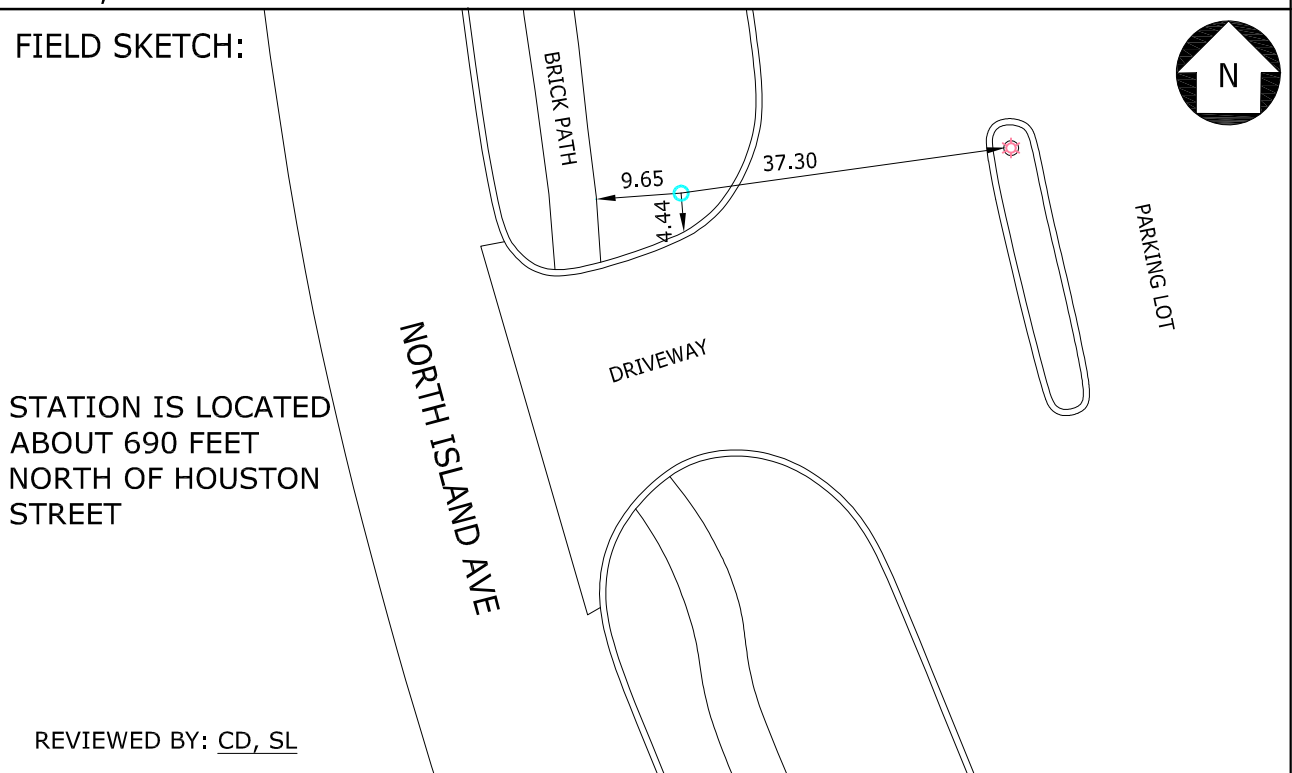 FIELD SKETCH:
N
BRICK PATH
9.65
37.30
4.44
PARKING LOT
DRIVEWAY
NORTH ISLAND AVE
STATION IS LOCATED
ABOUT 690 FEET
NORTH OF HOUSTON
STREET
REVIEWED BY: CD, SL